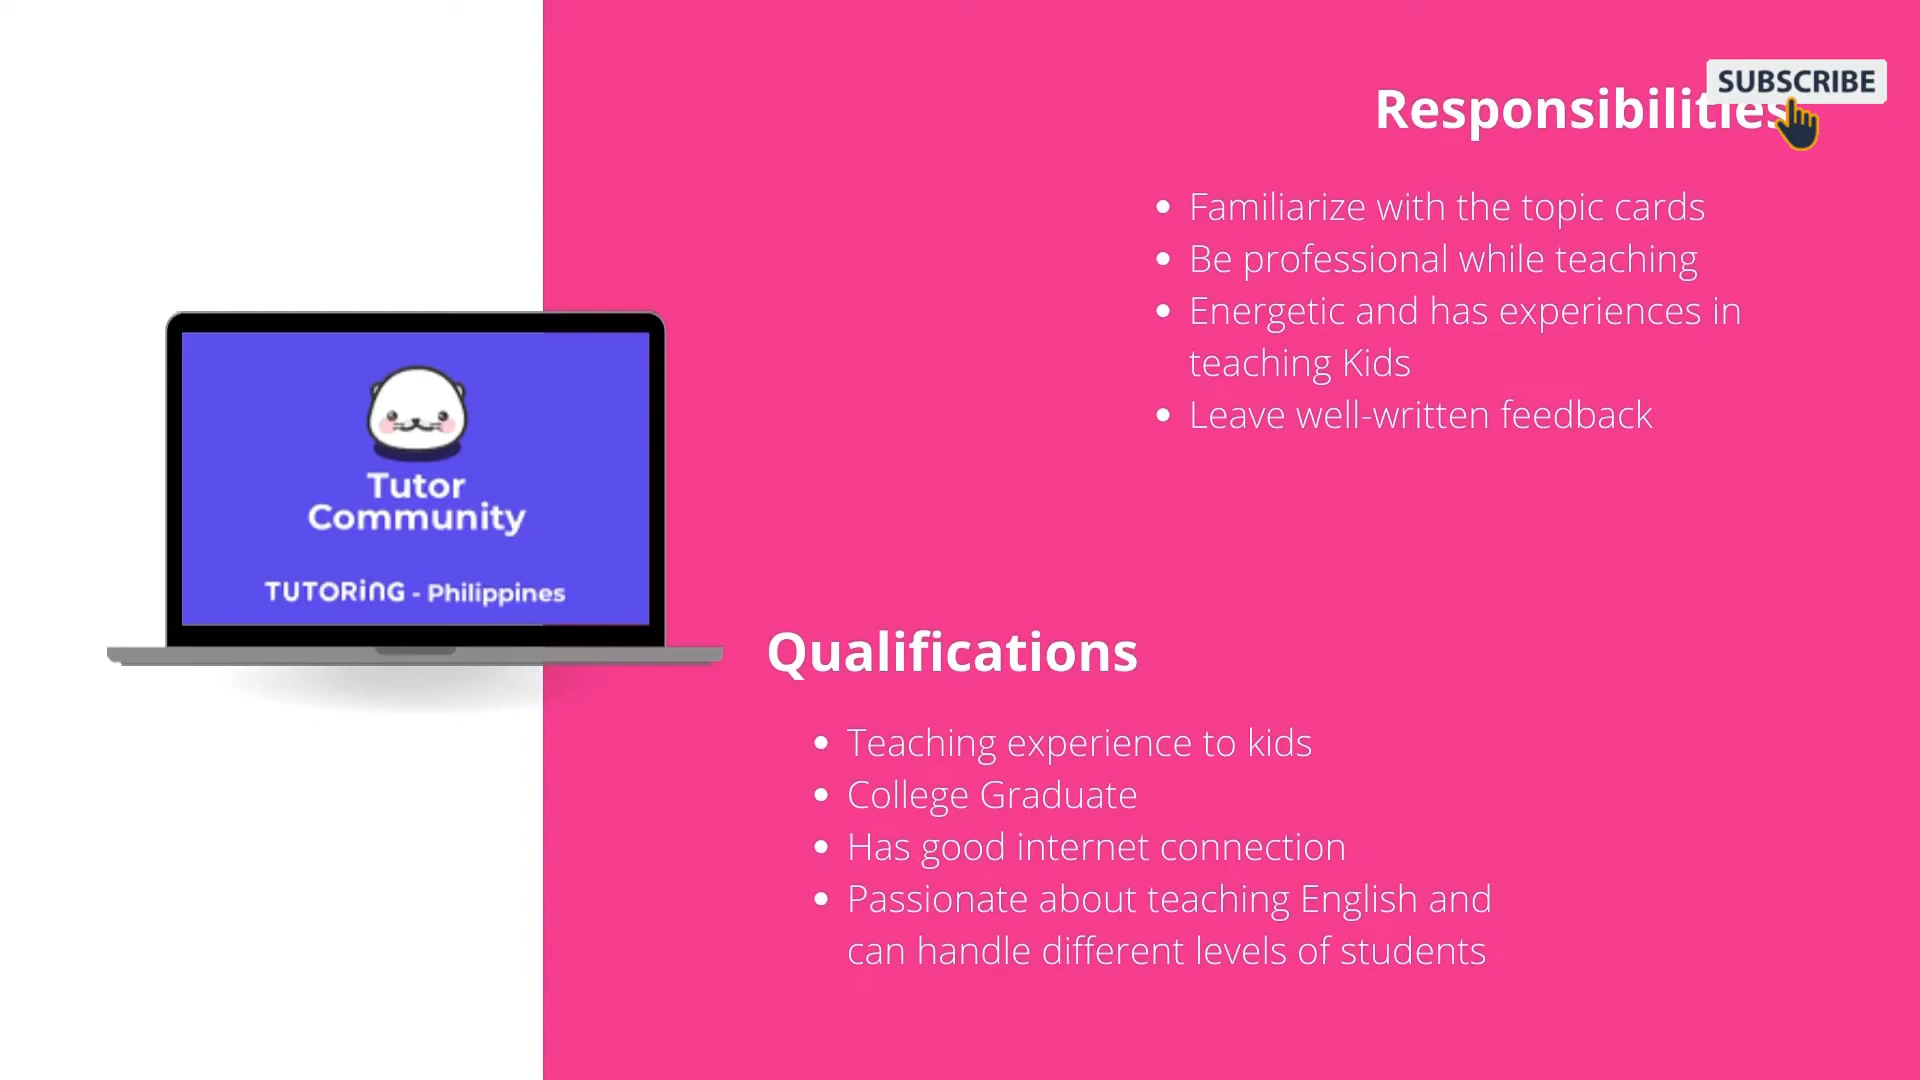 SUBSCRIBE
Responsibilities
• Familiarize with the topic cards
• Be professional while teaching
• Energetic and has experiences in
teaching Kids
• Leave well-written feedback
Tutor
Community
TUTORiNG - Philippines
Qualifications
• Teaching experience to kids
• College Graduate
• Has good internet connection
• Passionate about teaching English and
can handle different levels of students